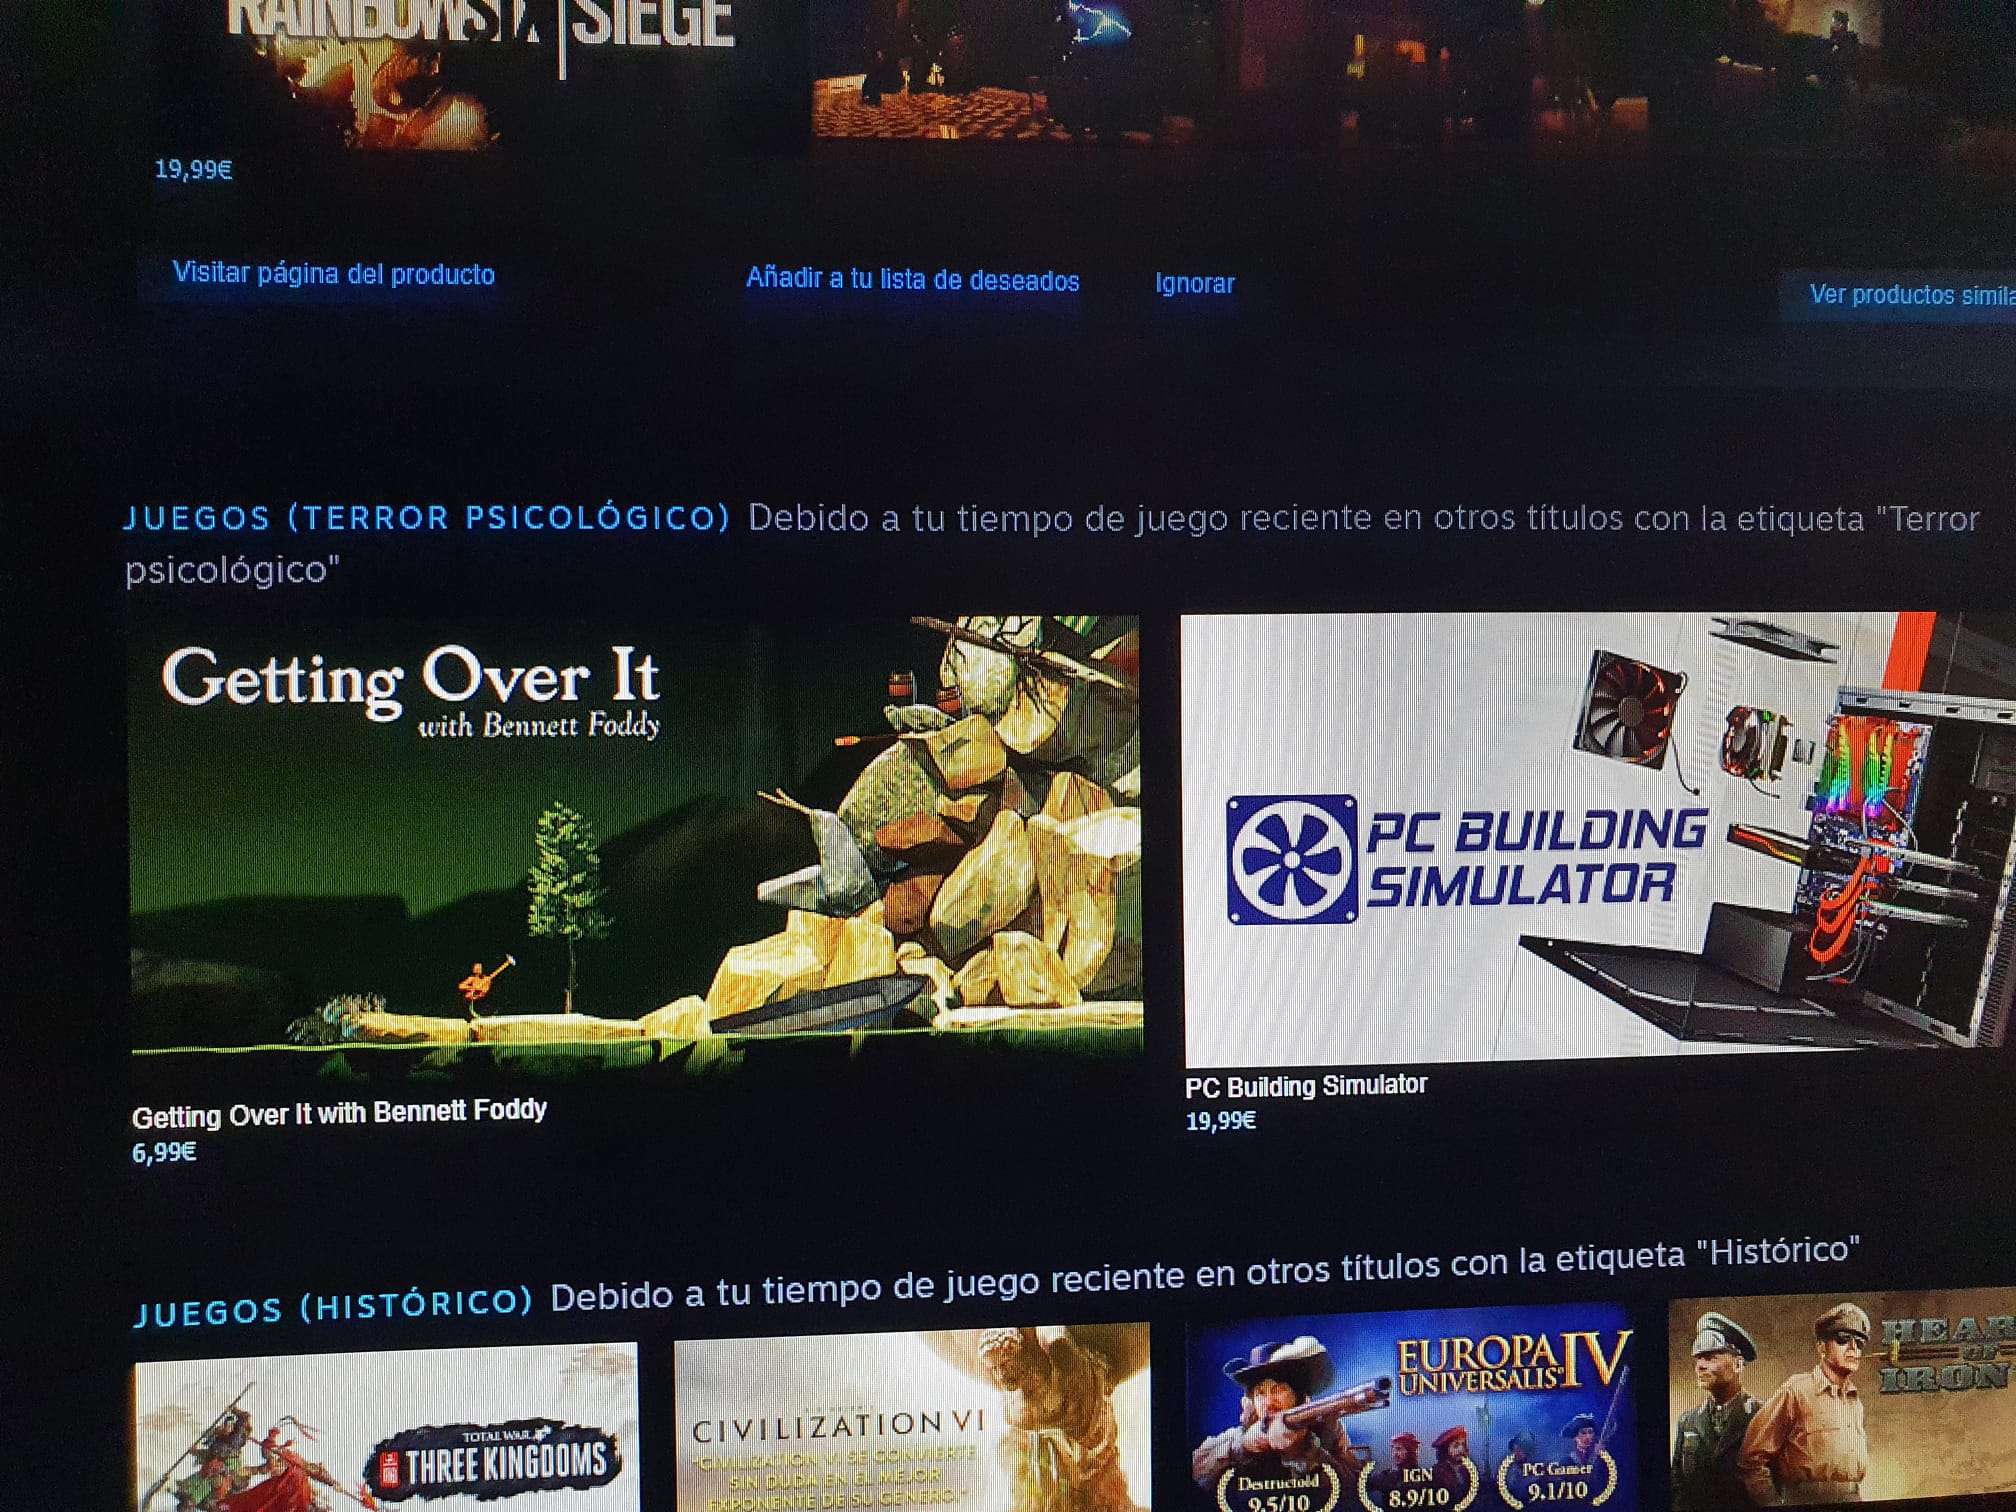 RAINBOWSIX | SIEGE
19,99€
Visitar página del producto
Añadir a tu lista de deseados
Ignorar
Ver productos
JUEGOS (TERROR PSICOLÓGICO) Debido a tu tiempo de juego reciente en otros títulos con la etiqueta "Terror
psicológico"
Getting Over It
with Bennett Foddy
PC BUILDING
SIMULATOR
Getting Over It with Bennett Foddy
6,99€
PC Building Simulator
19,99€
JUEGOS (HISTÓRICO) Debido a tu tiempo de juego reciente en otros títulos con la etiqueta "Histórico"
TOTAL WAR
THREE KINGDOMS
CIVILIZATION VI
"CIVILIZATION VI SE CONVIERTE
SIN DUDA EN EL MEJOR
EXPONENTE DE SU GÉNERO."
EUROPA
UNIVERSALIS IV
Destructoid
9.5/10
IGN
8.9/10
PC Gamer
9.1/10
OF
IRON